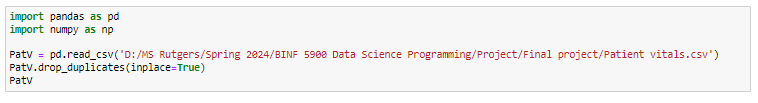 import pandas as pd
import numpy as np
PatV = pd.read_csv('D:/MS Rutgers/Spring 2024/BINF 5900 Data Science Programming/Project/Final project/Patient vitals.csv')
PatV.drop_duplicates(inplace=True)
PatV